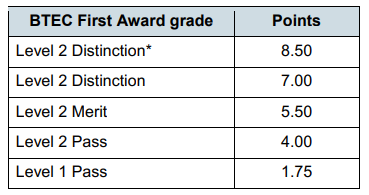 BTEC First Award grade Points
Level 2 Distinction* 8.50
Level 2 Distinction 7.00
Level 2 Merit 5.50
Level 2 Pass 4.00
Level 1 Pass 1.75